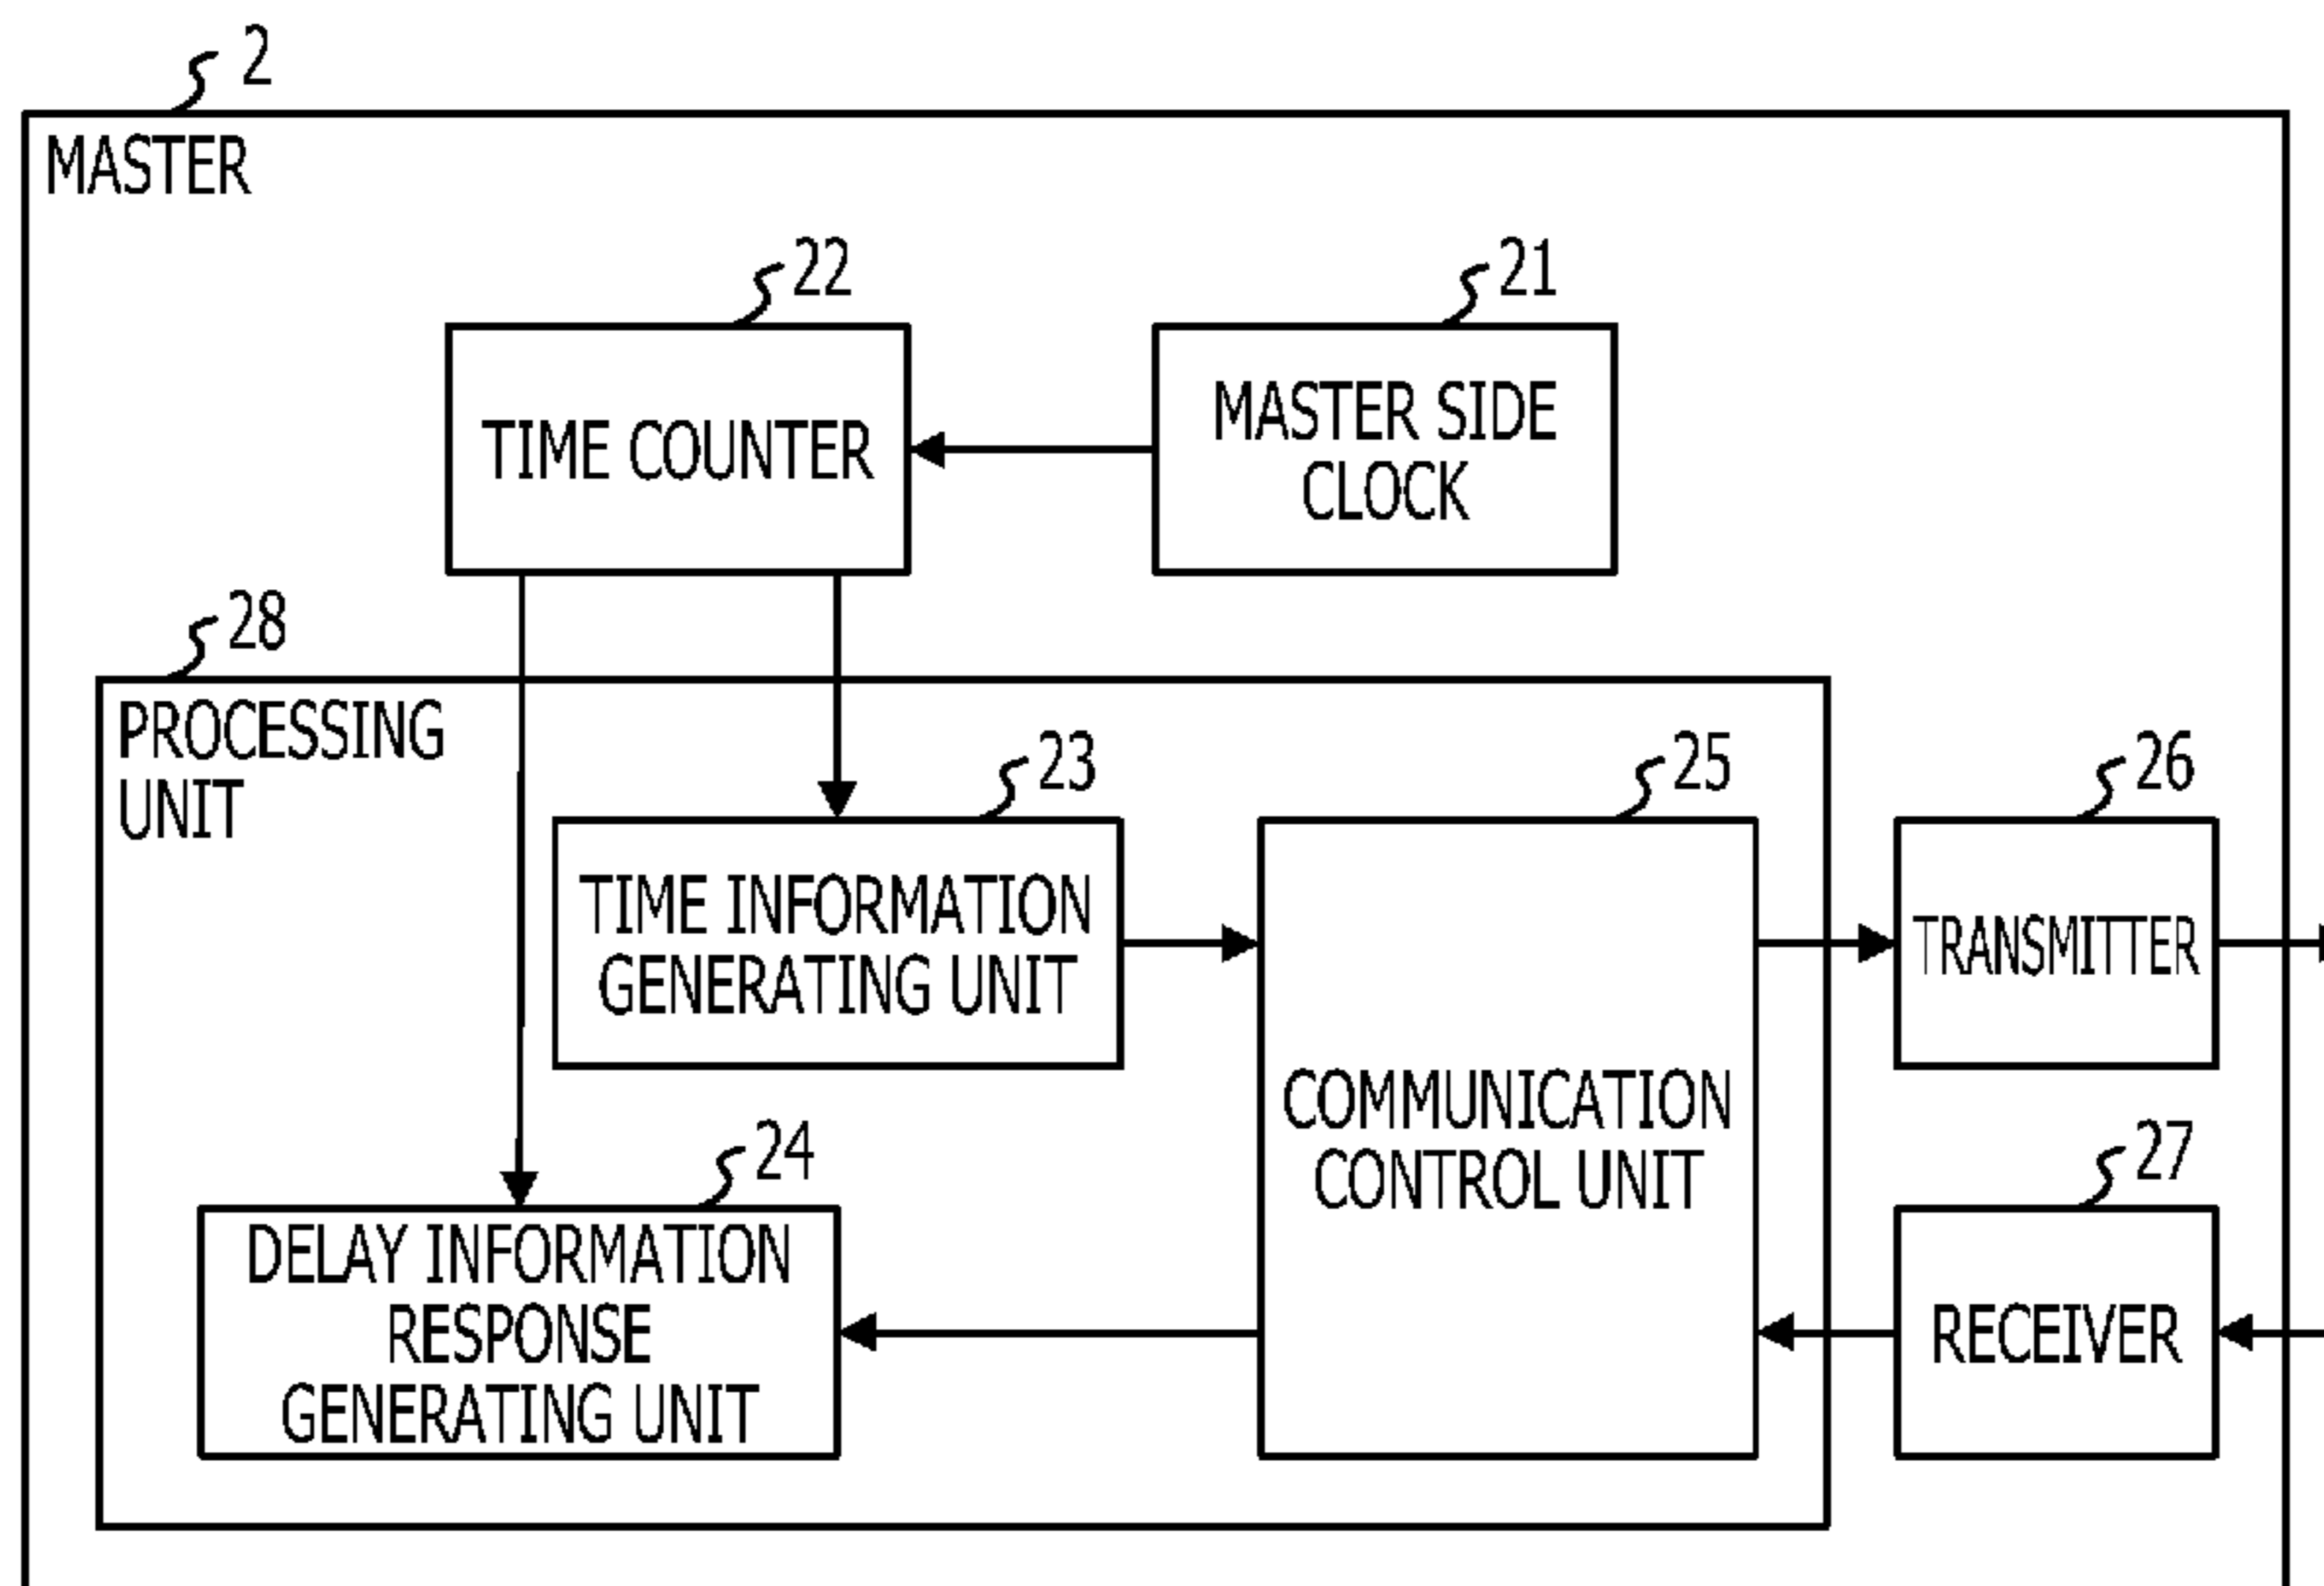 2
MASTER
22
21
TIME COUNTER
MASTER SIDE
CLOCK
28
PROCESSING
UNIT
23
25
26
TIME INFORMATION
GENERATING UNIT
TRANSMITTER
COMMUNICATION
CONTROL UNIT
24
27
DELAY INFORMATION
RESPONSE
GENERATING UNIT
RECEIVER